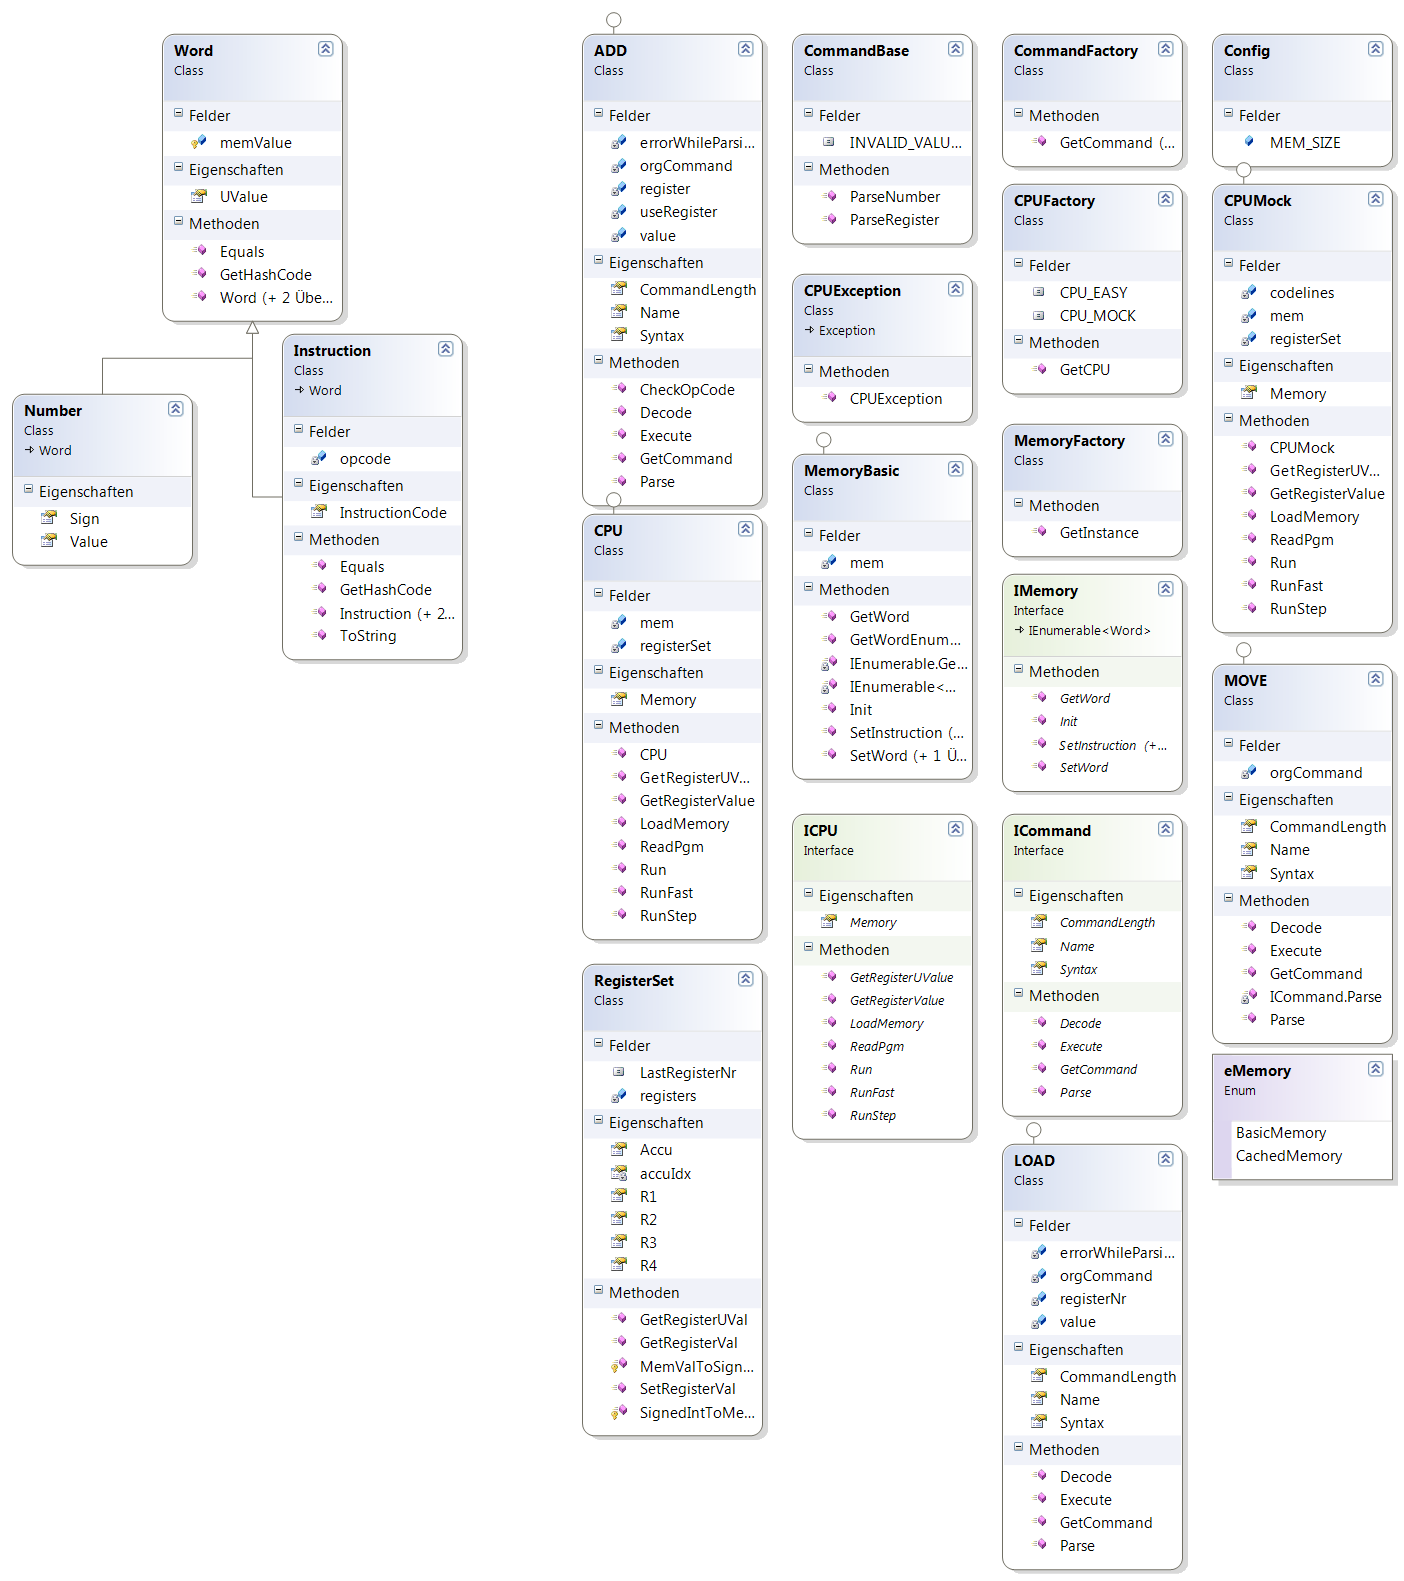 Word
Class
Felder
memValue
Eigenschaften
UValue
Methoden
Equals
GetHashCode
Word (+ 2 Übe...
Number
Class
Word
Eigenschaften
Sign
Value
Instruction
Class
Word
Felder
opcode
Eigenschaften
InstructionCode
Methoden
Equals
GetHashCode
Instruction (+ 2...
ToString
ADD
Class
Felder
errorWhileParsi...
orgCommand
register
useRegister
value
Eigenschaften
CommandLength
Name
Syntax
Methoden
CheckOpCode
Decode
Execute
GetCommand
Parse
CPU
Class
Felder
mem
registerSet
Eigenschaften
Memory
Methoden
CPU
GetRegisterUV...
GetRegisterValue
LoadMemory
ReadPgm
Run
RunFast
RunStep
RegisterSet
Class
Felder
LastRegisterNr
registers
Eigenschaften
Accu
accuIdx
R1
R2
R3
R4
Methoden
GetRegisterUVal
GetRegisterVal
MemValToSign...
SetRegisterVal
SignedIntToMe...
CommandBase
Class
Felder
INVALID_VALU...
Methoden
ParseNumber
ParseRegister
CPUException
Class
Exception
Methoden
CPUException
MemoryBasic
Class
Felder
mem
Methoden
GetWord
GetWordEnum...
IEnumerable.Ge...
IEnumerable<...
Init
SetInstruction (...
SetWord (+ 1 Ü...
ICPU
Interface
Eigenschaften
Memory
Methoden
GetRegisterUValue
GetRegisterValue
LoadMemory
ReadPgm
Run
RunFast
RunStep
CommandFactory
Class
Methoden
GetCommand (...
CPUFactory
Class
Felder
CPU_EASY
CPU_MOCK
Methoden
GetCPU
MemoryFactory
Class
Methoden
GetInstance
IMemory
Interface
IEnumerable<Word>
Methoden
GetWord
Init
SetInstruction (+...
SetWord
ICommand
Interface
Eigenschaften
CommandLength
Name
Syntax
Methoden
Decode
Execute
GetCommand
Parse
LOAD
Class
Felder
errorWhileParsi...
orgCommand
registerNr
value
Eigenschaften
CommandLength
Name
Syntax
Methoden
Decode
Execute
GetCommand
Parse
Config
Class
Felder
MEM_SIZE
CPUMock
Class
Felder
codelines
mem
registerSet
Eigenschaften
Memory
Methoden
CPUMock
GetRegisterUV...
GetRegisterValue
LoadMemory
ReadPgm
Run
RunFast
RunStep
MOVE
Class
Felder
orgCommand
Eigenschaften
CommandLength
Name
Syntax
Methoden
Decode
Execute
GetCommand
ICommand.Parse
Parse
eMemory
Enum
BasicMemory
CachedMemory